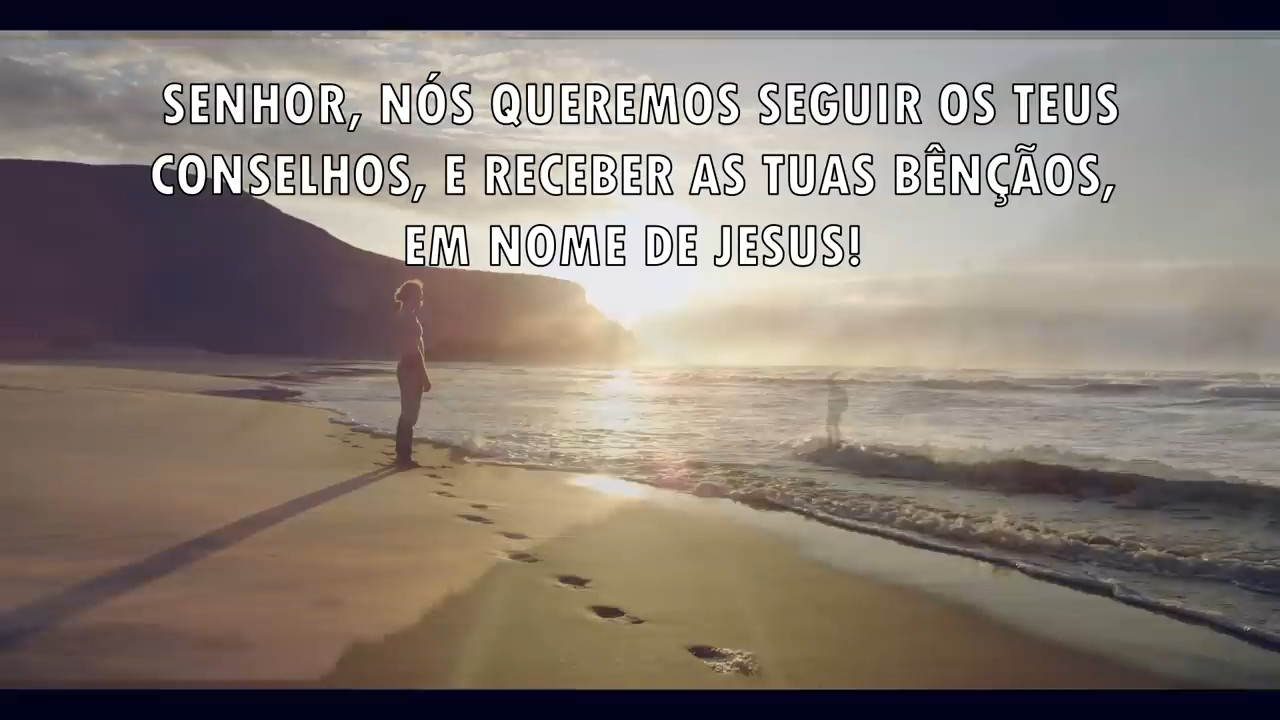 SENHOR, NÓS QUEREMOS SEGUIR OS TEUS
CONSELHOS, E RECEBER AS TUAS BÊNÇÃOS,
EM NOME DE JESUS!